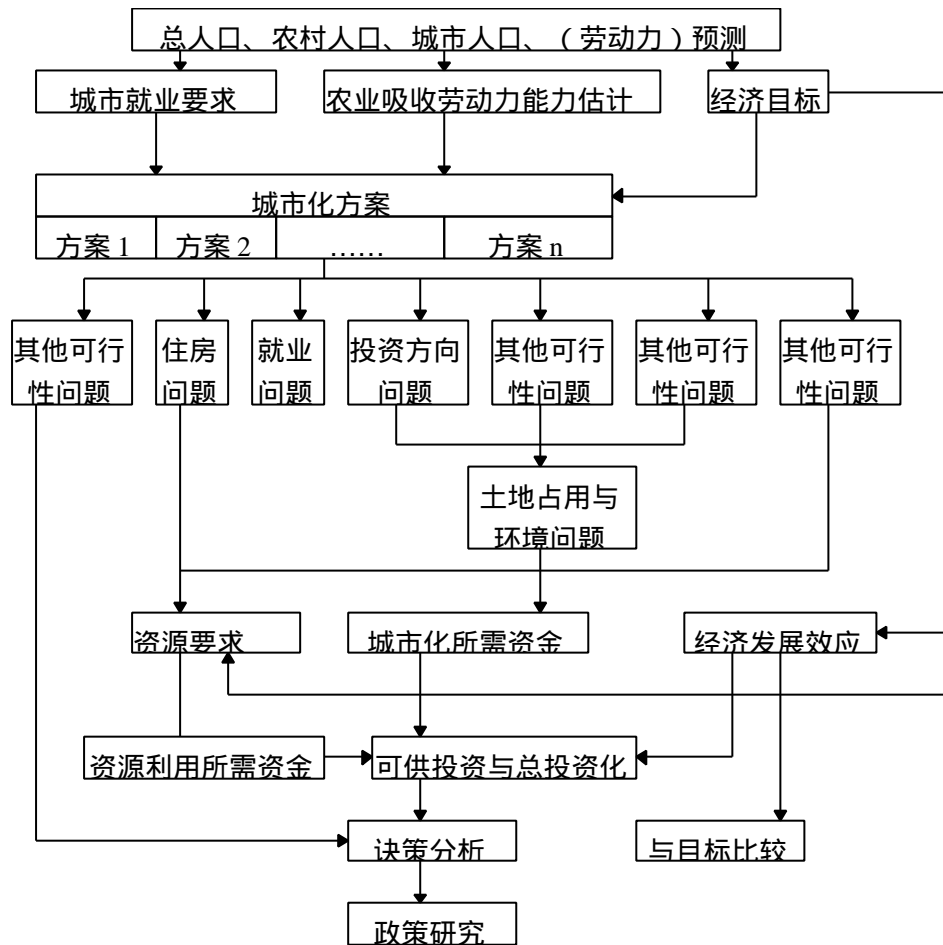 总人口、农村人口、城市人口、（劳动力）预测
城市就业要求
农业吸收劳动力能力估计
经济目标
城市化方案
方案 1
方案 2
……
方案 n
其他可行
性问题
住房
问题
就业
问题
投资方向
问题
其他可行
性问题
其他可行
性问题
其他可行
性问题
土地占用与
环境问题
资源要求
城市化所需资金
经济发展效应
资源利用所需资金
可供投资与总投资化
决策分析
与目标比较
政策研究